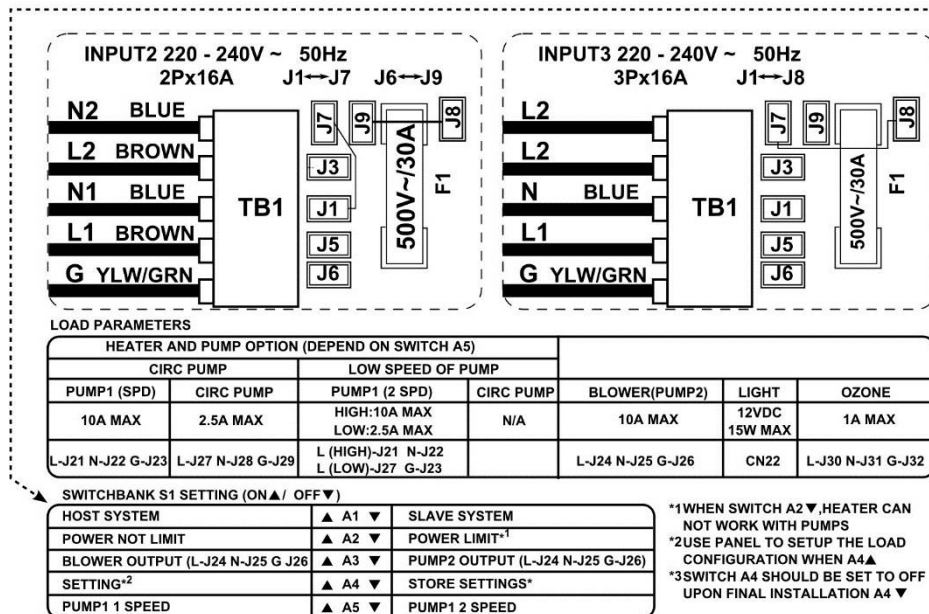 INPUT2 220 - 240V ~ 50Hz
2Px16A J1↔J7 J6↔J9
N2 BLUE
L2 BROWN
N1 BLUE
L1 BROWN
G YLW/GRN
TB1
J7
J9
J8
J3
J1
J5
J6
500V~/30A
F1
INPUT3 220 - 240V ~ 50Hz
3Px16A J1↔J8
L2
L2
N BLUE
L1
G YLW/GRN
TB1
J7
J9
J8
J3
J1
J5
J6
500V~/30A
F1
LOAD PARAMETERS
HEATER AND PUMP OPTION (DEPEND ON SWITCH A5)
CIRC PUMP LOW SPEED OF PUMP
PUMP1 (SPD) CIRC PUMP PUMP1 (2 SPD) CIRC PUMP BLOWER(PUMP2) LIGHT OZONE
10A MAX 2.5A MAX HIGH:10A MAX N/A 10A MAX 12VDC 1A MAX
LOW:2.5A MAX 15W MAX
L-J21 N-J22 G-J23 L-J27 N-J28 G-J29 L (HIGH)-J21 N-J22 L-J24 N-J25 G-J26 CN22 L-J30 N-J31 G-J32
L (LOW)-J27 G-J23
SWITCHBANK S1 SETTING (ON▲/ OFF▼)
HOST SYSTEM ▲ A1 ▼ SLAVE SYSTEM
POWER NOT LIMIT ▲ A2 ▼ POWER LIMIT*1
BLOWER OUTPUT (L-J24 N-J25 G J26 ▲ A3 ▼ PUMP2 OUTPUT (L-J24 N-J25 G-J26)
SETTING*2 ▲ A4 ▼ STORE SETTINGS*
PUMP1 1 SPEED ▲ A5 ▼ PUMP1 2 SPEED
*1WHEN SWITCH A2▼,HEATER CAN
NOT WORK WITH PUMPS
*2USE PANEL TO SETUP THE LOAD
CONFIGURATION WHEN A4▲
*3SWITCH A4 SHOULD BE SET TO OFF
UPON FINAL INSTALLATION A4 ▼